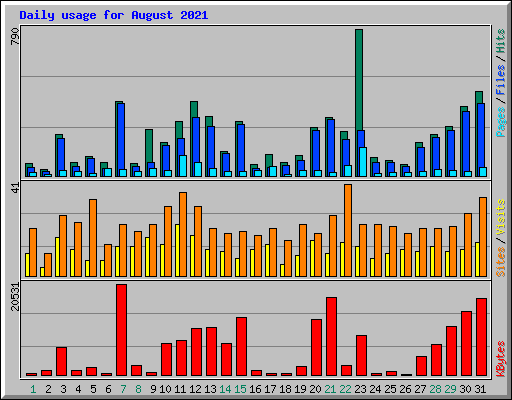 Daily usage for August 2021
790
Pages / Files / Hits
41
Sites / Visits
20531
KBytes
1 2 3 4 5 6 7 8 9 10 11 12 13 14 15 16 17 18 19 20 21 22 23 24 25 26 27 28 29 30 31